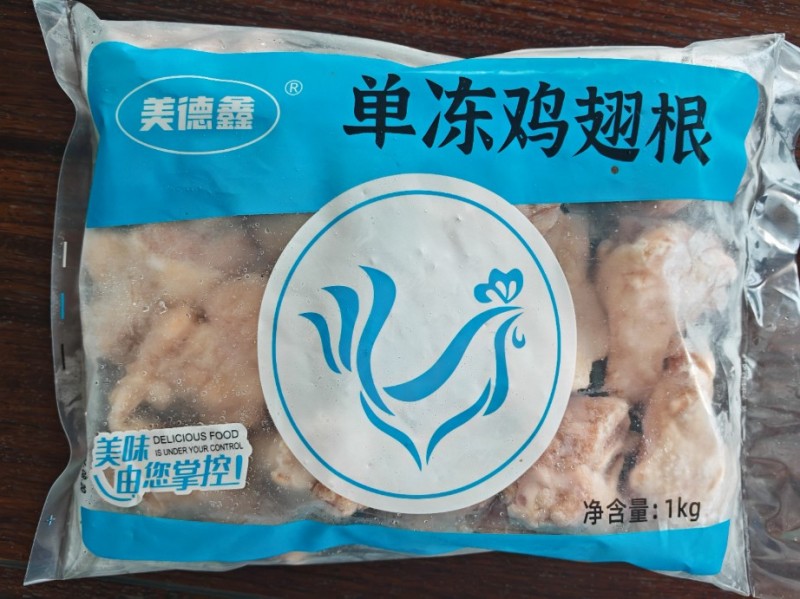 美德鑫
®
单冻鸡翅根
美味
DELICIOUS FOOD
IS UNDER YOUR CONTROL
由您掌控!
净含量:1kg